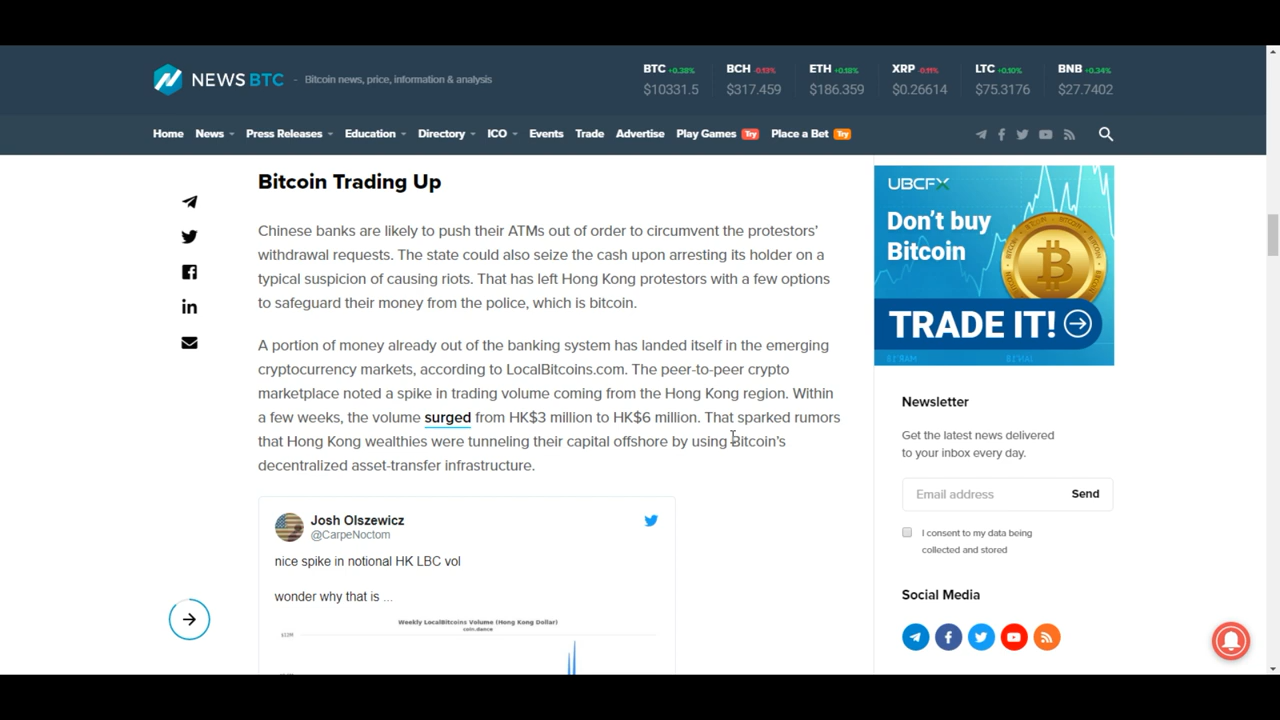 NEWS BTC - Bitcoin news, price, information & analysis
BTC +0.38% BCH -0.13% ETH +0.18% XRP -0.11% LTC +0.10% BNB +0.34%
$10331.5 $317.459 $186.359 $0.26614 $75.3176 $27.7402
Home News Press Releases Education Directory ICO Events Trade Advertise Play Games Try Place a Bet Try
Bitcoin Trading Up
Chinese banks are likely to push their ATMs out of order to circumvent the protestors'
withdrawal requests. The state could also seize the cash upon arresting its holder on a
typical suspicion of causing riots. That has left Hong Kong protestors with a few options
to safeguard their money from the police, which is bitcoin.
A portion of money already out of the banking system has landed itself in the emerging
cryptocurrency markets, according to LocalBitcoins.com. The peer-to-peer crypto
marketplace noted a spike in trading volume coming from the Hong Kong region. Within
a few weeks, the volume surged from HK$3 million to HK$6 million. That sparked rumors
that Hong Kong wealthies were tunneling their capital offshore by using Bitcoin's
decentralized asset-transfer infrastructure.
Josh Olszewicz
@CarpeNoctom
nice spike in notional HK LBC vol
wonder why that is ...
Weekly LocalBitcoins Volume (Hong Kong Dollar)
coin.dance
$12M
UBCFX
Don't buy
Bitcoin
TRADE IT!
Newsletter
Get the latest news delivered
to your inbox every day.
Email address Send
I consent to my data being
collected and stored
Social Media